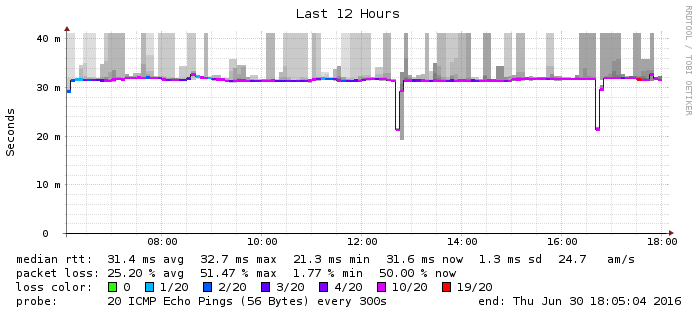 Last 12 Hours
RRDTOOL / TOBI OETIKER
Seconds
40 m
30 m
20 m
10 m
0
08:00 10:00 12:00 14:00 16:00 18:00
median rtt: 31.4 ms avg 32.7 ms max 21.3 ms min 31.6 ms now 1.3 ms sd 24.7 am/s
packet loss: 25.20 % avg 51.47 % max 1.77 % min 50.00 % now
loss color: 0 1/20 2/20 3/20 4/20 10/20 19/20
probe: 20 ICMP Echo Pings (56 Bytes) every 300s end: Thu Jun 30 18:05:04 2016